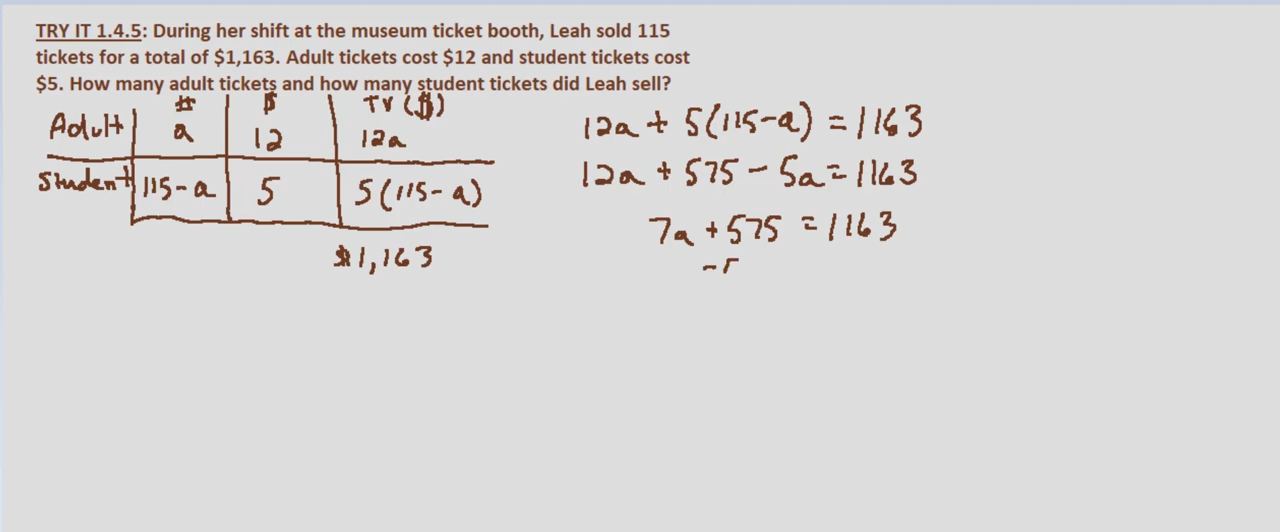 TRY IT 1.4.5: During her shift at the museum ticket booth, Leah sold 115
tickets for a total of $1,163. Adult tickets cost $12 and student tickets cost
$5. How many adult tickets and how many student tickets did Leah sell?
# $ TV ($)
Adult a 12 12a
Student 115-a 5 5(115-a)
$1,163
12a + 5(115-a) = 1163
12a + 575 - 5a = 1163
7a + 575 = 1163
-5